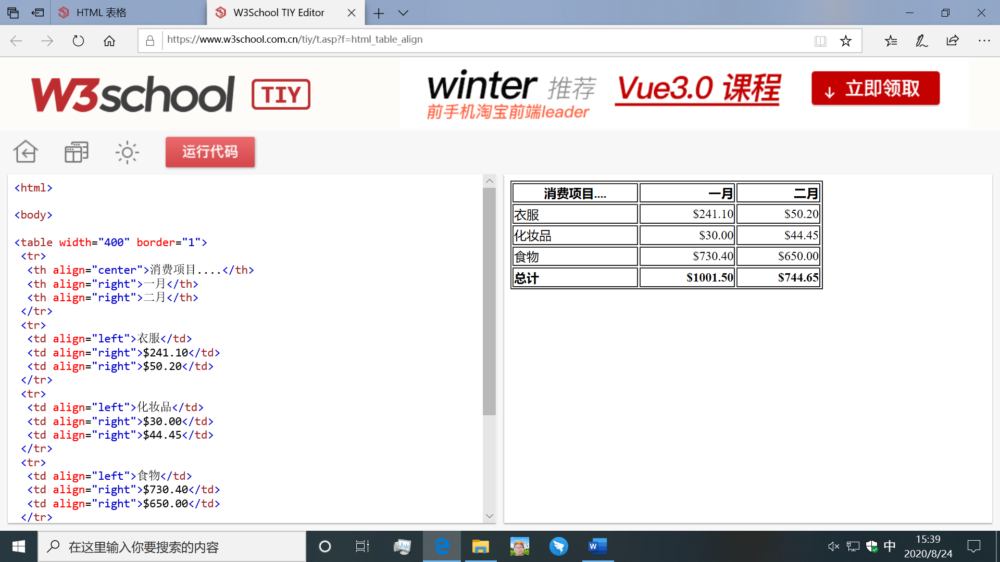 HTML 表格
W3School TIY Editor
https://www.w3school.com.cn/tiy/t.asp?f=html_table_align
W3school TIY
winter 推荐
前手机淘宝前端leader
Vue3.0 课程
↓ 立即领取
运行代码
<html>
<body>
<table width="400" border="1">
<tr>
<th align="center">消费项目....</th>
<th align="right">一月</th>
<th align="right">二月</th>
</tr>
<tr>
<td align="left">衣服</td>
<td align="right">$241.10</td>
<td align="right">$50.20</td>
</tr>
<tr>
<td align="left">化妆品</td>
<td align="right">$30.00</td>
<td align="right">$44.45</td>
</tr>
<tr>
<td align="left">食物</td>
<td align="right">$730.40</td>
<td align="right">$650.00</td>
</tr>
消费项目.... 一月 二月
衣服 $241.10 $50.20
化妆品 $30.00 $44.45
食物 $730.40 $650.00
总计 $1001.50 $744.65
在这里输入你要搜索的内容
W
中
15:39
2020/8/24